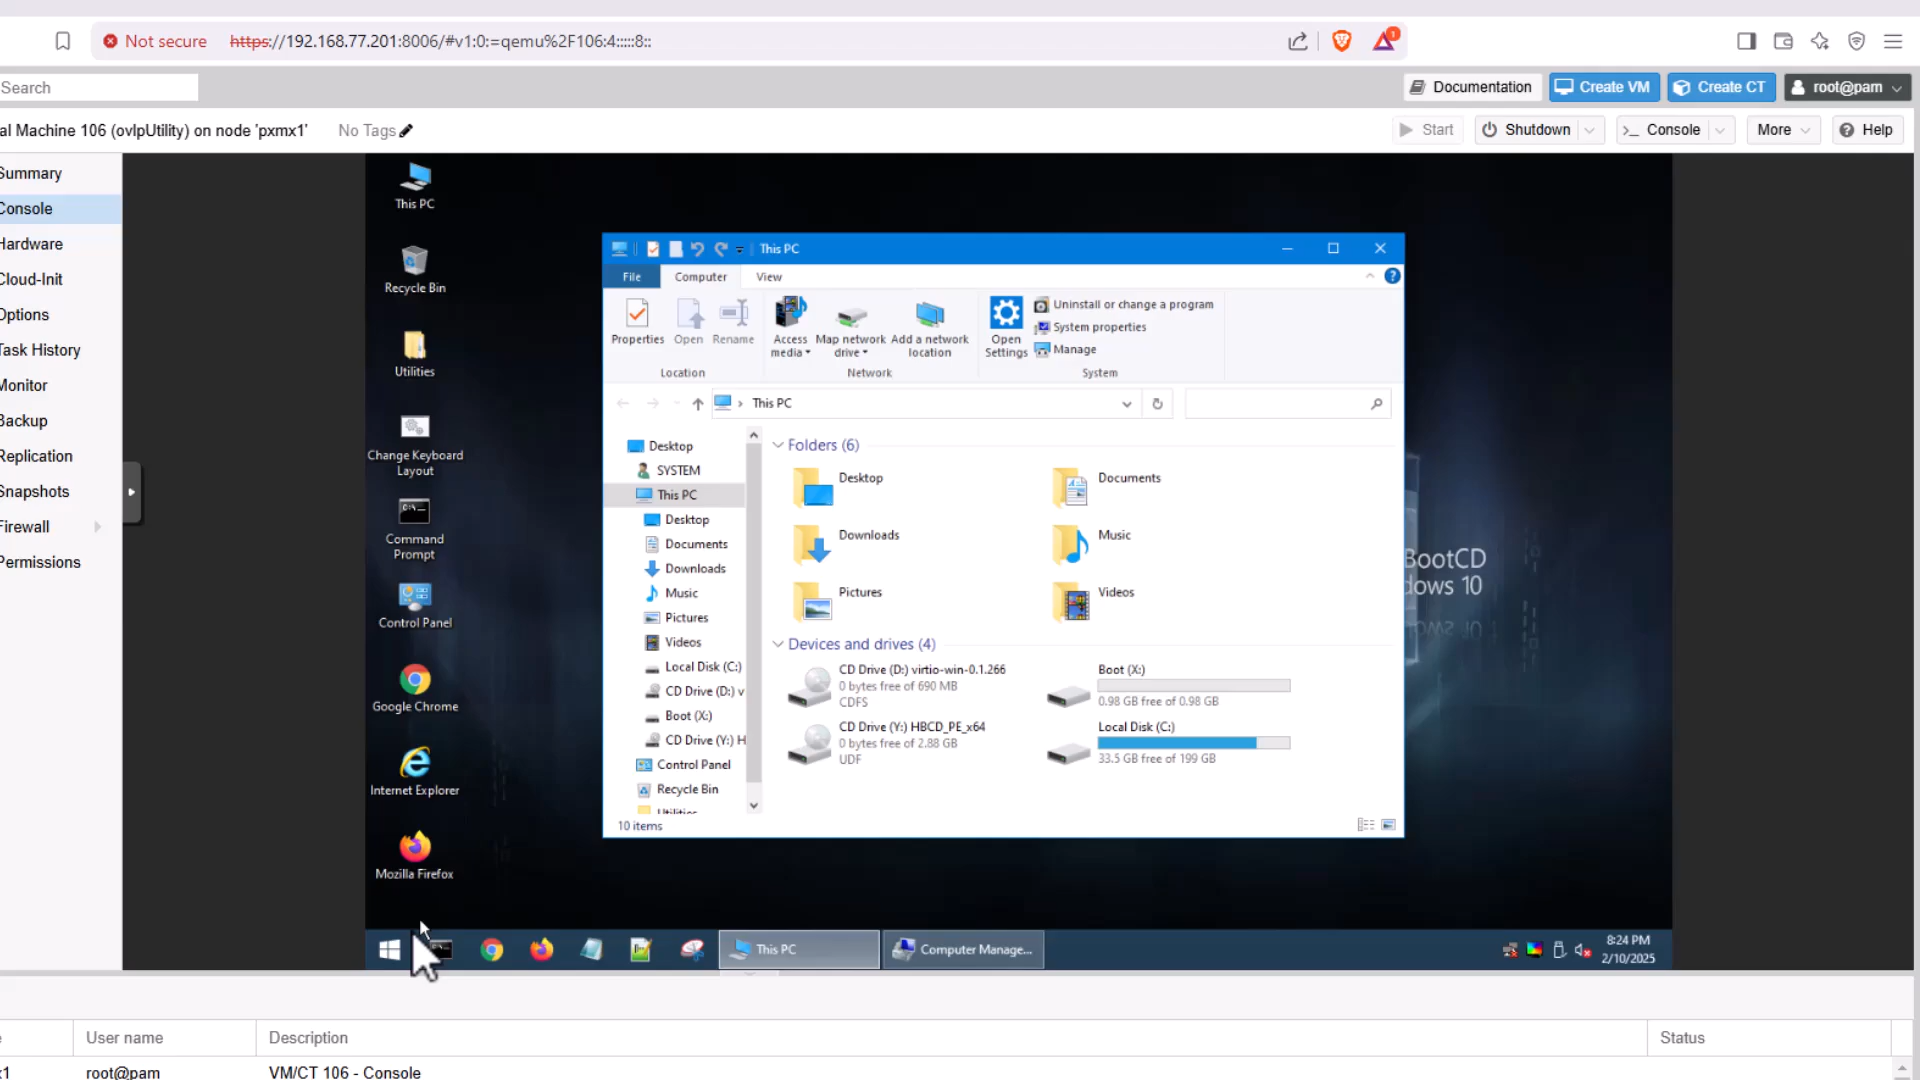 Not secure
https://192.168.77.201:8006/#v1:0:=qemu%2F106:4:::::8::
1
Search
Documentation
Create VM
Create CT
root@pam
al Machine 106 (ovlpUtility) on node 'pxmx1'
No Tags
Start
Shutdown
Console
More
Help
Summary
Console
Hardware
Cloud-Init
Options
Task History
Monitor
Backup
Replication
Snapshots
Firewall
Permissions
This PC
Recycle Bin
Utilities
Change Keyboard
Layout
Command
Prompt
Control Panel
Google Chrome
Internet Explorer
Mozilla Firefox
This PC
File
Computer
View
Properties
Open
Rename
Location
Access
media
Map network
drive
Add a network
location
Network
Open
Settings
Uninstall or change a program
System properties
Manage
System
This PC
Desktop
SYSTEM
This PC
Desktop
Documents
Downloads
Music
Pictures
Videos
Local Disk (C:)
CD Drive (D:) v
Boot (X:)
CD Drive (Y:) H
Control Panel
Recycle Bin
Utilities
Folders (6)
Desktop
Documents
Downloads
Music
Pictures
Videos
Devices and drives (4)
CD Drive (D:) virtio-win-0.1.266
0 bytes free of 690 MB
CDFS
Boot (X:)
0.98 GB free of 0.98 GB
CD Drive (Y:) HBCD_PE_x64
0 bytes free of 2.88 GB
UDF
Local Disk (C:)
33.5 GB free of 199 GB
10 items
BootCD
dows 10
This PC
Computer Manage...
8:24 PM
2/10/2025
User name
Description
Status
x1
root@pam
VM/CT 106 - Console